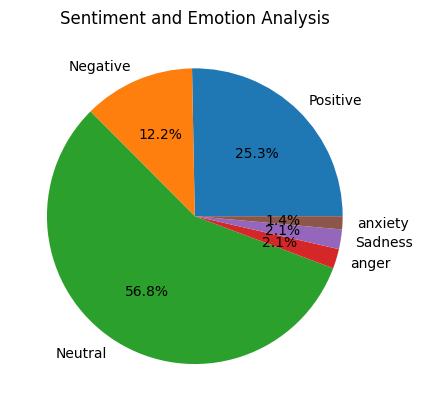 Sentiment and Emotion Analysis
Negative
Positive
12.2%
25.3%
1.4%
anxiety
2.1%
Sadness
2.1%
anger
56.8%
Neutral